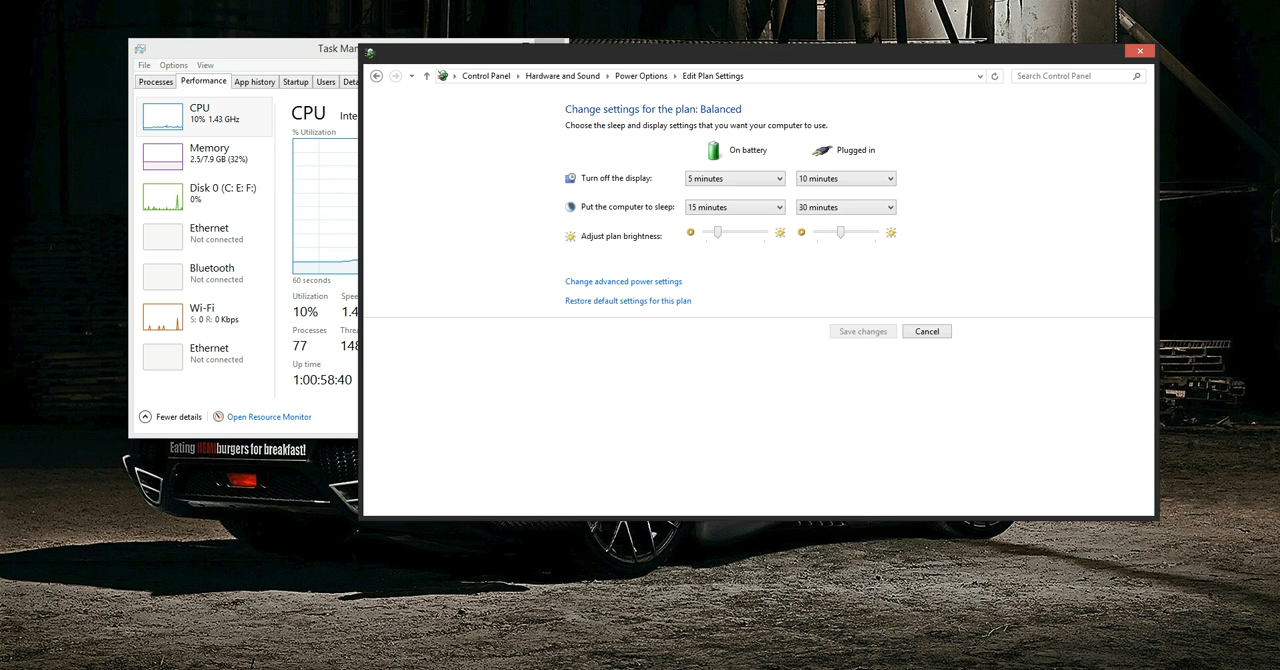 Task Man
File Options View
Processes Performance App history Startup Users Deta
CPU
10% 1.43 GHz
Memory
2.5/7.9 GB (32%)
Disk 0 (C: E: F:)
0%
Ethernet
Not connected
Bluetooth
Not connected
Wi-Fi
S: 0 R: 0 Kbps
Ethernet
Not connected
CPU Inte
% Utilization
60 seconds
Utilization Spee
10% 1.4
Processes Threa
77 148
Up time
1:00:58:40
Fewer details Open Resource Monitor
Control Panel Hardware and Sound Power Options Edit Plan Settings Search Control Panel
Change settings for the plan: Balanced
Choose the sleep and display settings that you want your computer to use.
On battery Plugged in
Turn off the display: 5 minutes 10 minutes
Put the computer to sleep: 15 minutes 30 minutes
Adjust plan brightness:
Change advanced power settings
Restore default settings for this plan
Save changes Cancel
Eating HEMIburgers for breakfast!